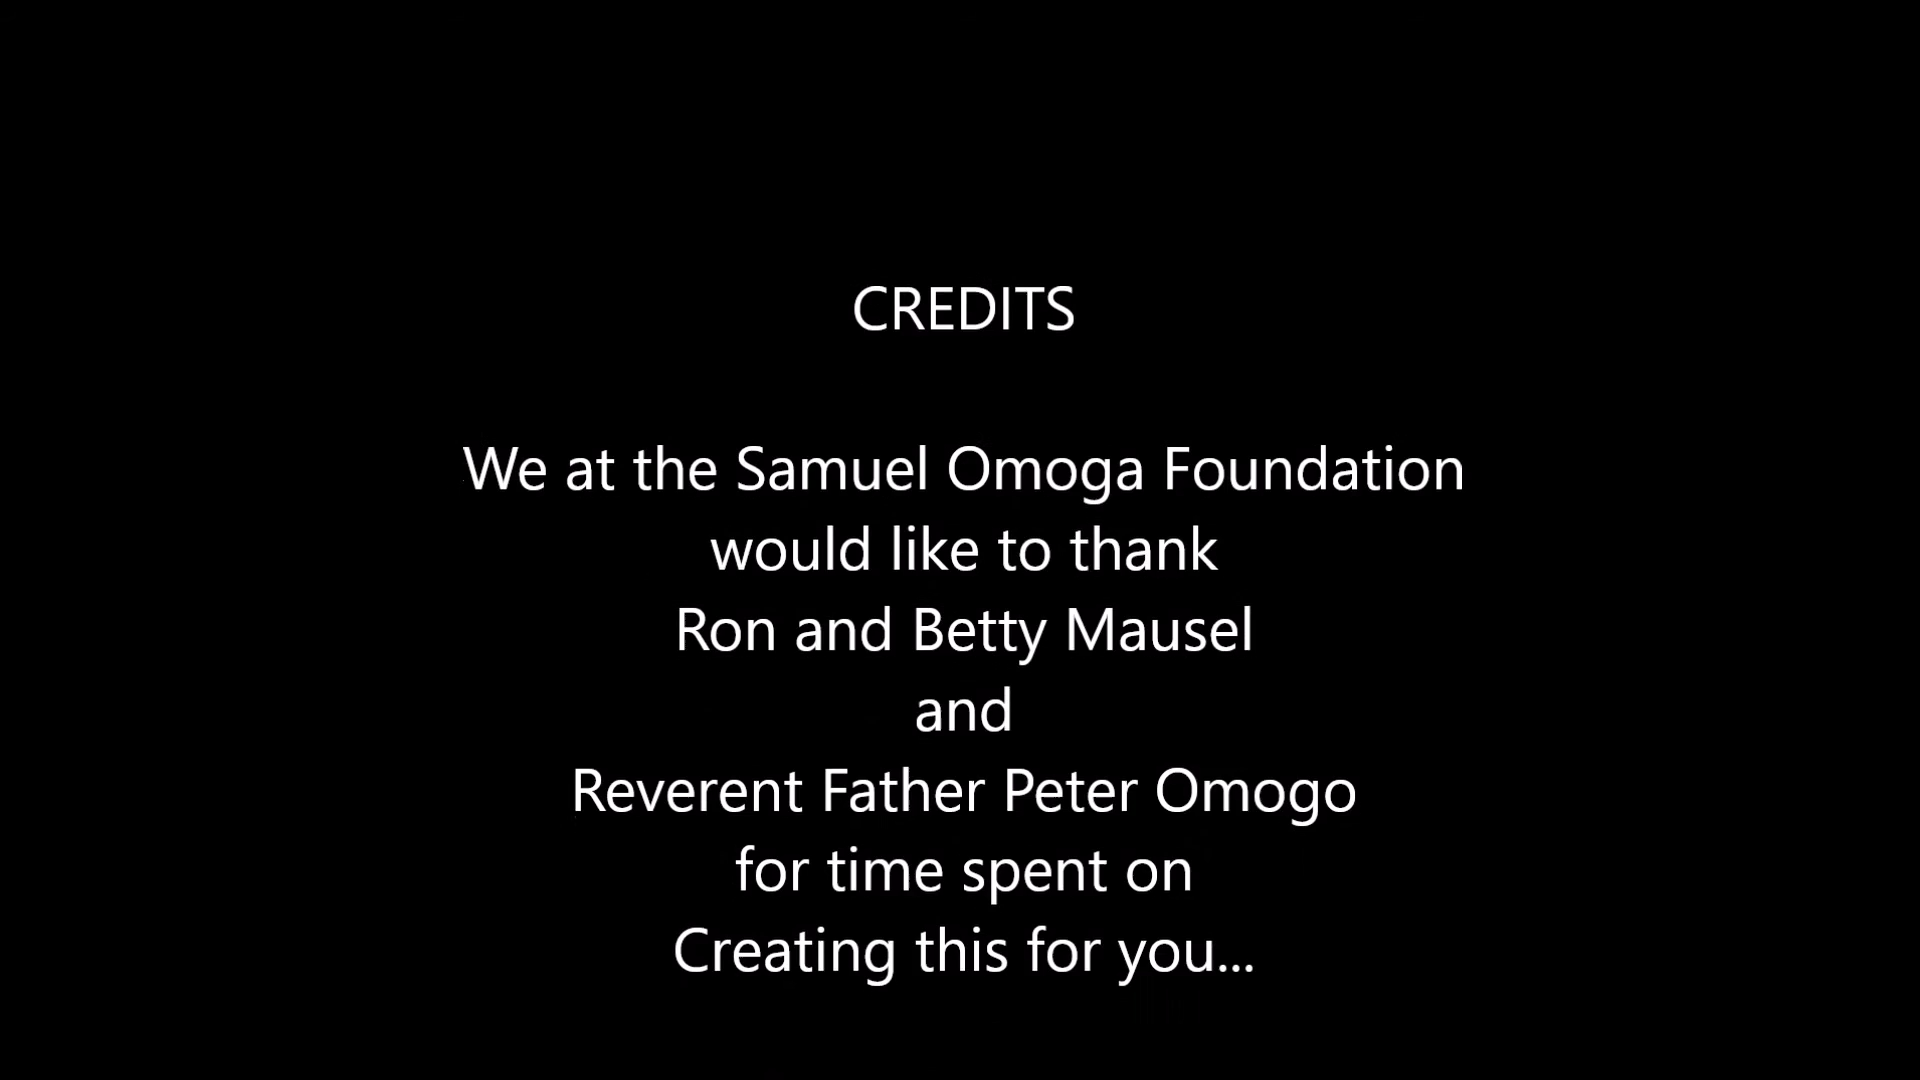 CREDITS
We at the Samuel Omoga Foundation
would like to thank
Ron and Betty Mausel
and
Reverent Father Peter Omogo
for time spent on
Creating this for you...